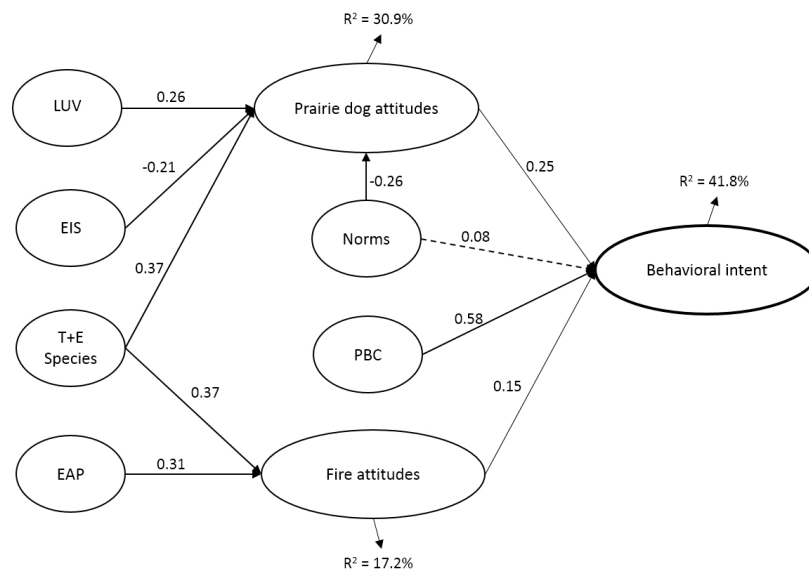 R² = 30.9%
LUV
0.26
Prairie dog attitudes
-0.21
0.25
-0.26
R² = 41.8%
EIS
Norms
0.08
0.37
Behavioral intent
T+E
Species
0.58
PBC
0.37
0.15
EAP
0.31
Fire attitudes
R² = 17.2%